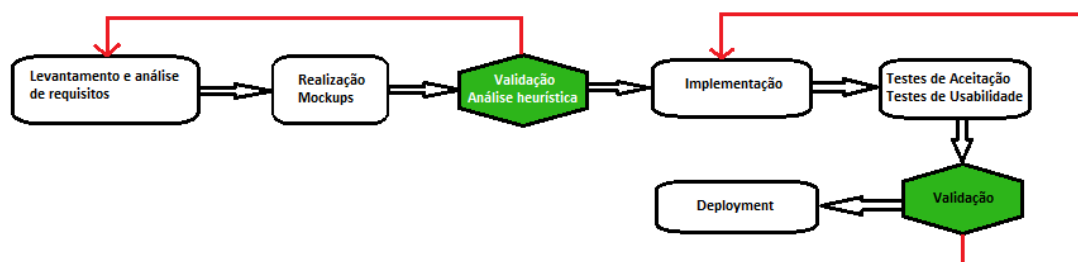 Levantamento e análise
de requisitos
Realização
Mockups
Validação
Análise heurística
Implementação
Testes de Aceitação
Testes de Usabilidade
Validação
Deployment